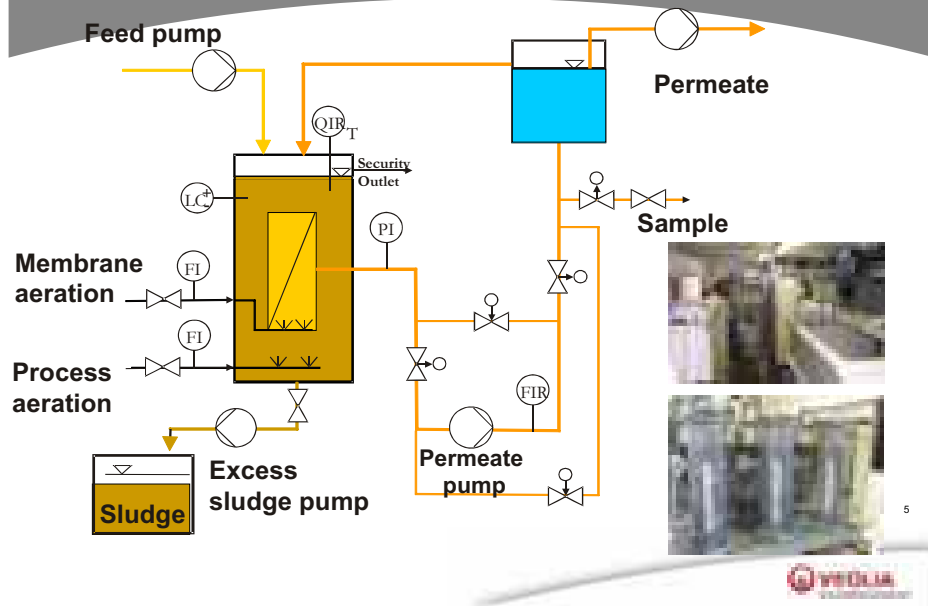 Feed pump
Permeate
QIR
T
Security
Outlet
LC
+
-
PI
Sample
Membrane
aeration
FI
FI
Process
aeration
FIR
Permeate
pump
Excess
sludge pump
Sludge
5
VEOLIA